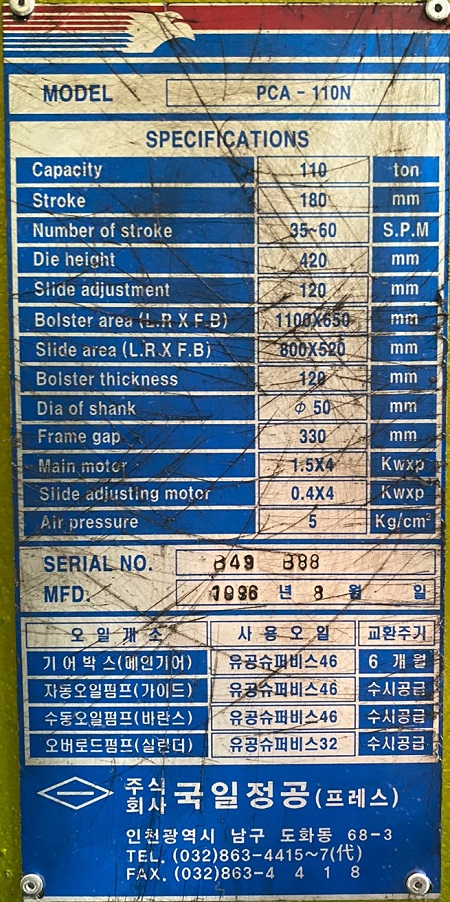 MODEL PCA - 110N
SPECIFICATIONS
Capacity 110 ton
Stroke 180 mm
Number of stroke 35~60 S.P.M
Die height 420 mm
Slide adjustment 120 mm
Bolster area (L.R X F.B) 1100X650 mm
Slide area (L.R X F.B) 800X520 mm
Bolster thickness 120 mm
Dia of shank Φ 50 mm
Frame gap 330 mm
Main motor 1.5X4 Kwxp
Slide adjusting motor 0.4X4 Kwxp
Air pressure 5 Kg/cm²
SERIAL NO. B49 B88
MFD. 1996 년 8 월 일
오 일 개 소 사 용 오 일 교환주기
기 어 박 스(메인기어) 유공슈퍼비스46 6 개 월
자동오일펌프(가이드) 유공슈퍼비스46 수시공급
수동오일펌프(바란스) 유공슈퍼비스46 수시공급
오버로드펌프(실린더) 유공슈퍼비스32 수시공급
주식회사 국일정공(프레스)
인천광역시 남구 도화동 68-3
TEL. (032)863-4415~7(代)
FAX. (032)863-4 4 1 8